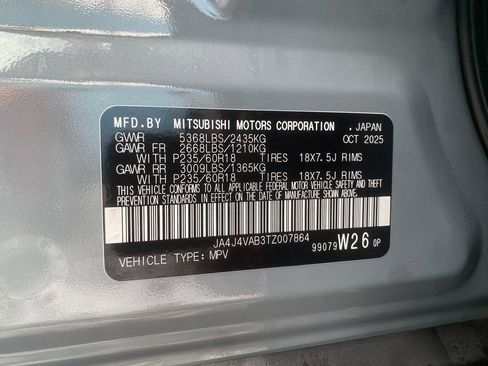 MFD.BY MITSUBISHI MOTORS CORPORATION . JAPAN
GVWR 5368LBS/2435KG OCT 2025
GAWR FR 2668LBS/1210KG
WITH P235/60R18 TIRES 18X7.5J RIMS
GAWR RR 3009LBS/1365KG
WITH P235/60R18 TIRES 18X7.5J RIMS
THIS VEHICLE CONFORMS TO ALL APPLICABLE FEDERAL MOTOR VEHICLE SAFETY AND THEFT PREVENTION STANDARDS IN EFFECT ON THE DATE OF MANUFACTURE SHOWN ABOVE.
JA4J4VAB3TZ007864
VEHICLE TYPE: MPV 99079 W26 0P